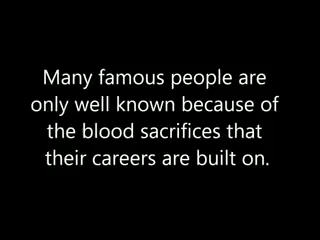 Many famous people are
only well known because of
the blood sacrifices that
their careers are built on.